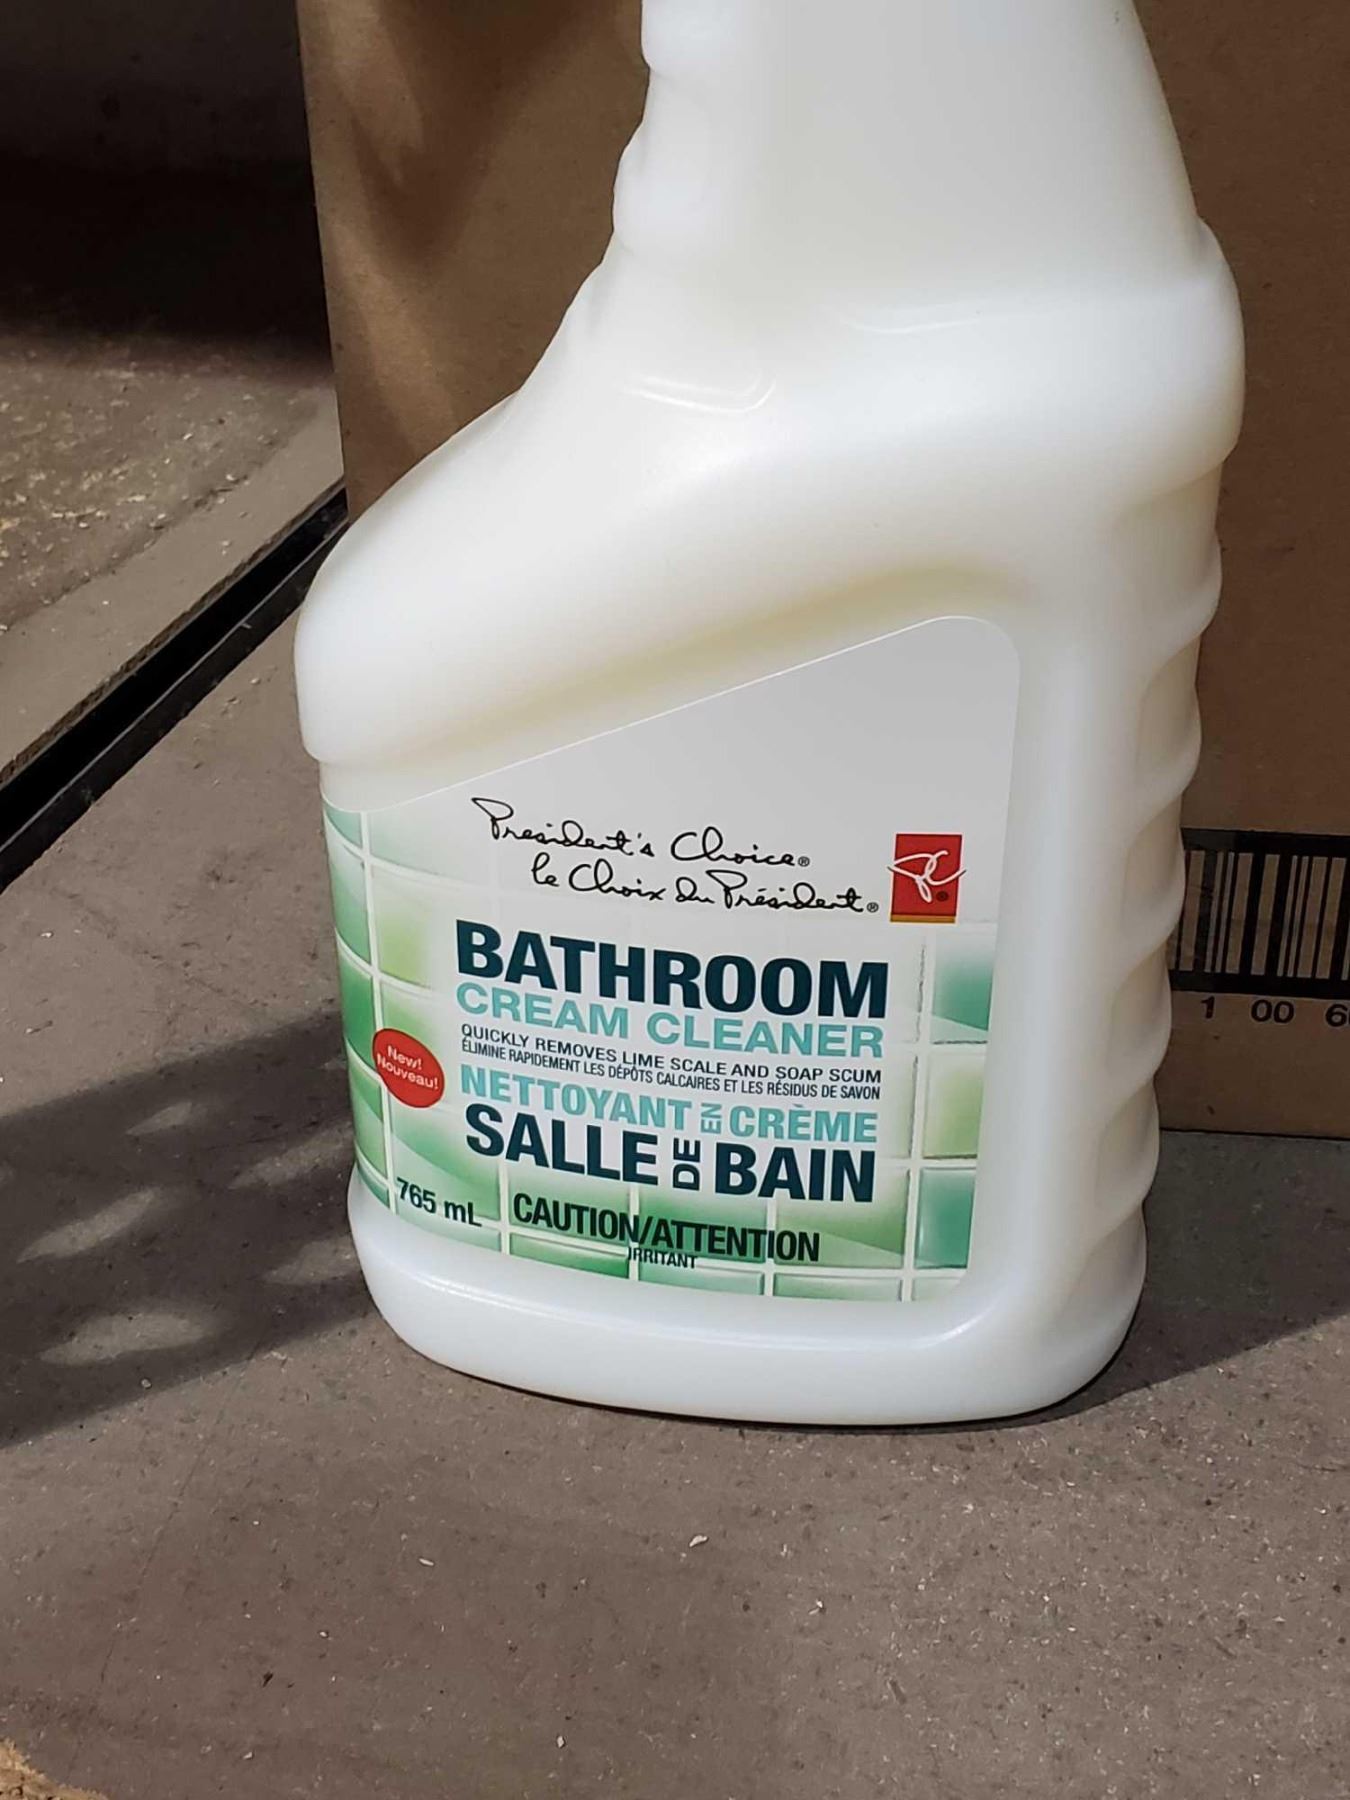 President's Choice®
le Choix du Président®
BATHROOM
CREAM CLEANER
QUICKLY REMOVES LIME SCALE AND SOAP SCUM
ÉLIMINE RAPIDEMENT LES DÉPÔTS CALCAIRES ET LES RÉSIDUS DE SAVON
New!
Nouveau!
NETTOYANT EN CRÈME
SALLE DE BAIN
765 mL
CAUTION/ATTENTION
IRRITANT
1 00 6